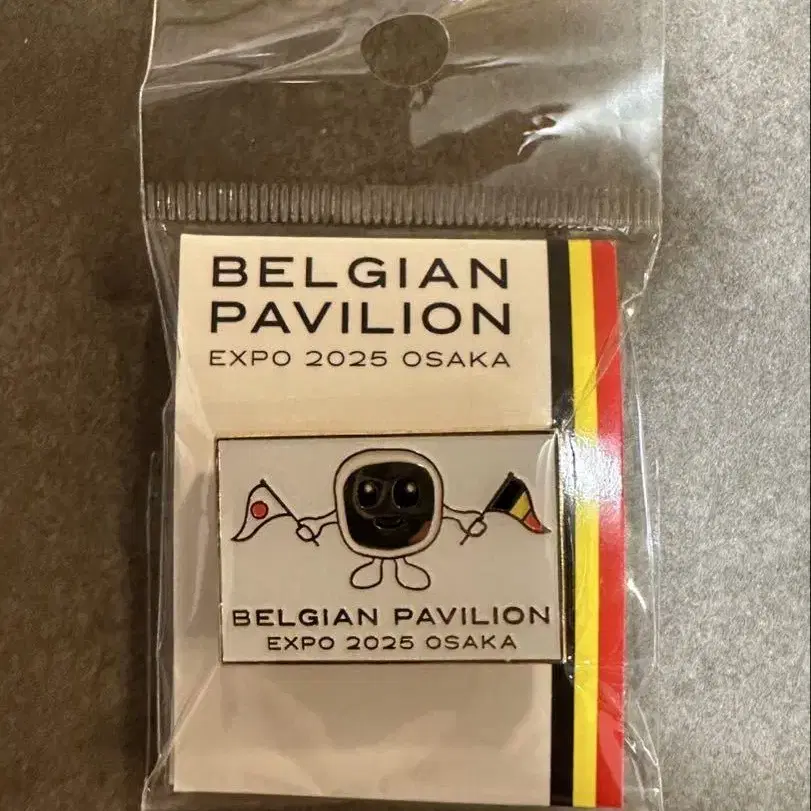 BELGIAN
PAVILION
EXPO 2025 OSAKA
BELGIAN PAVILION
EXPO 2025 OSAKA